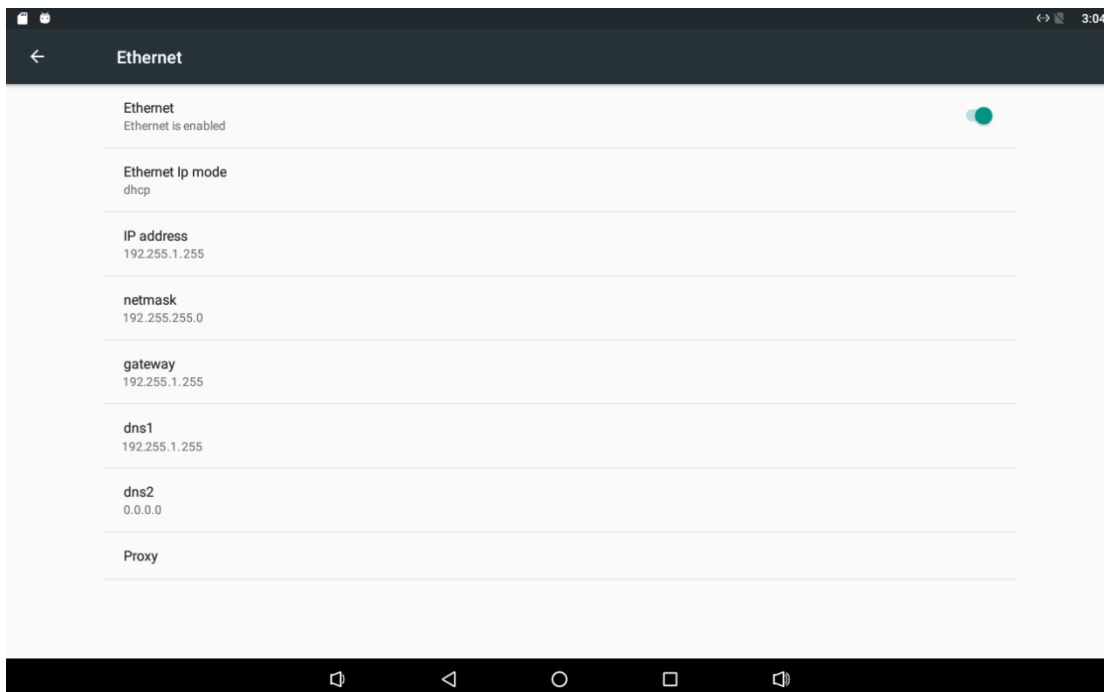 3:04
Ethernet
Ethernet
Ethernet is enabled
Ethernet Ip mode
dhcp
IP address
192.255.1.255
netmask
192.255.255.0
gateway
192.255.1.255
dns1
192.255.1.255
dns2
0.0.0.0
Proxy